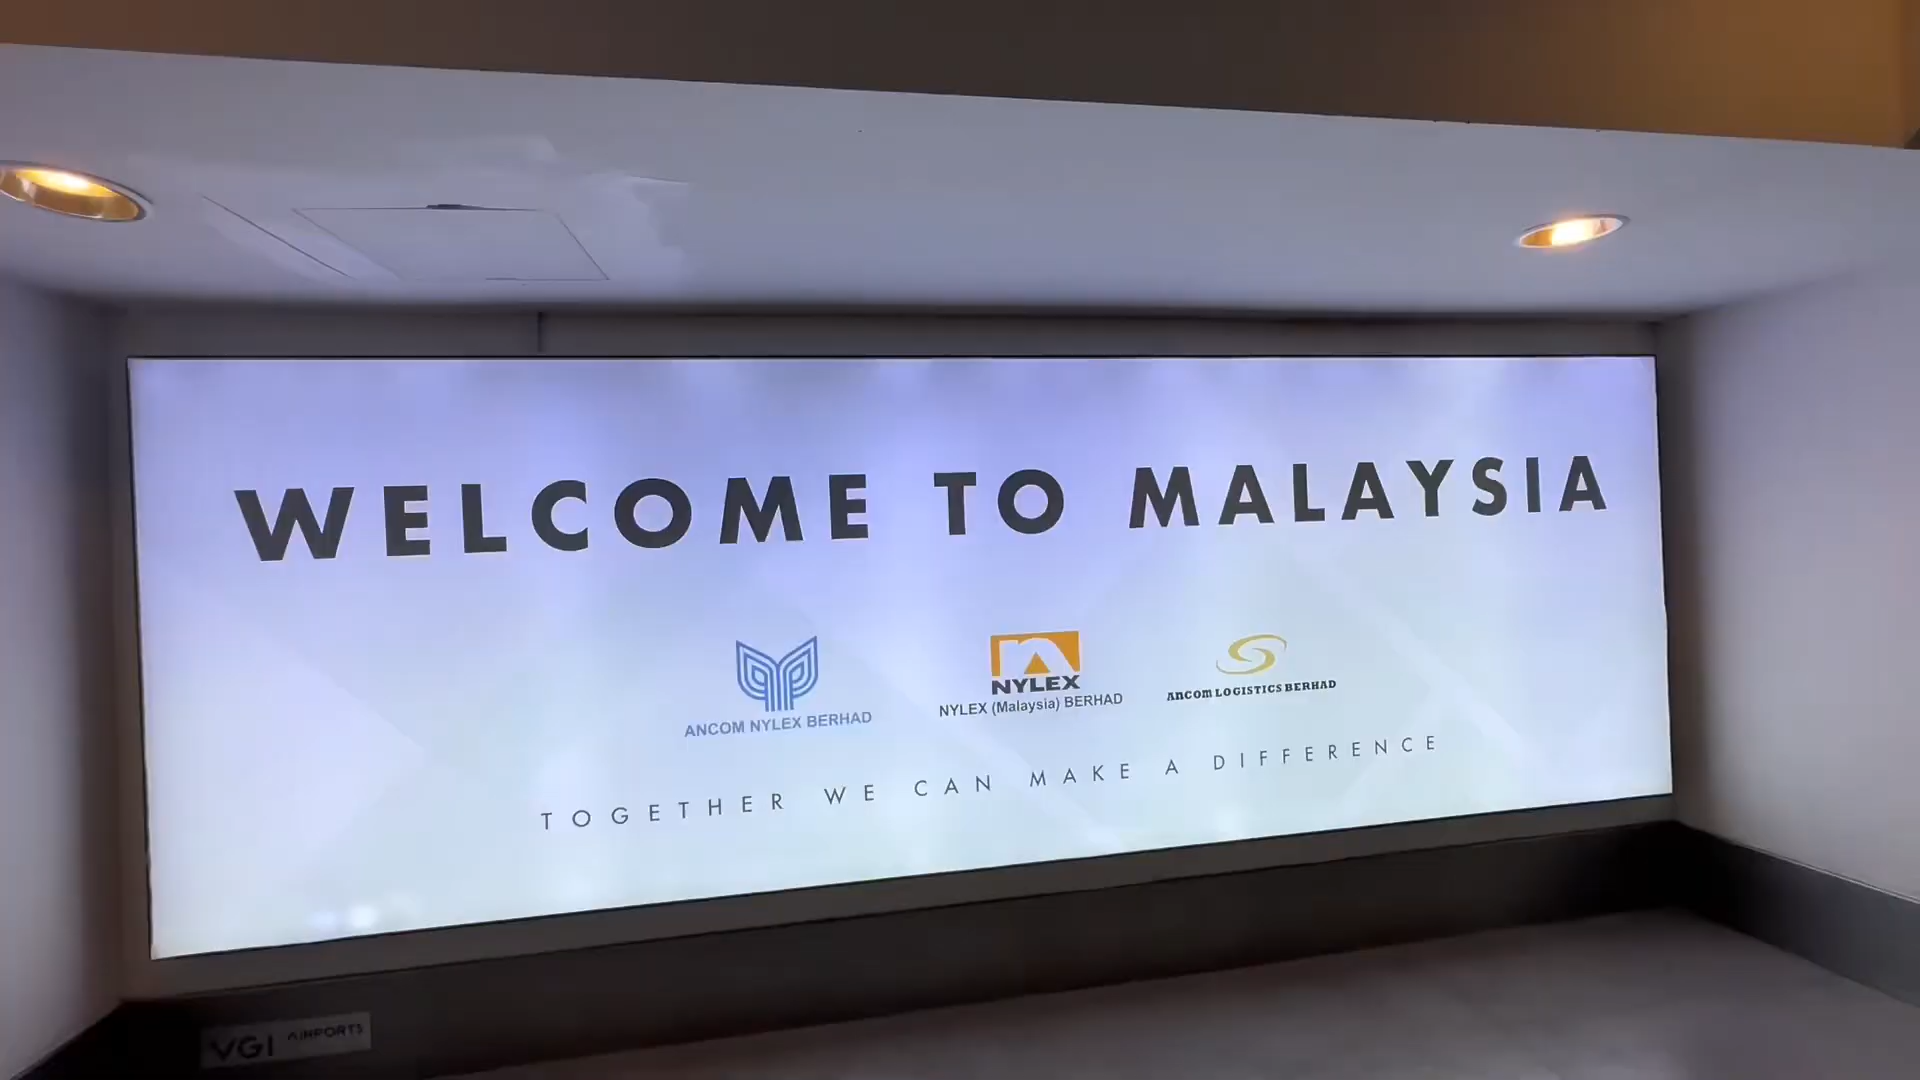 WELCOME TO MALAYSIA
ANCOM NYLEX BERHAD
NYLEX
NYLEX (Malaysia) BERHAD
ANCOM LOGISTICS BERHAD
TOGETHER WE CAN MAKE A DIFFERENCE
VGI AIRPORTS